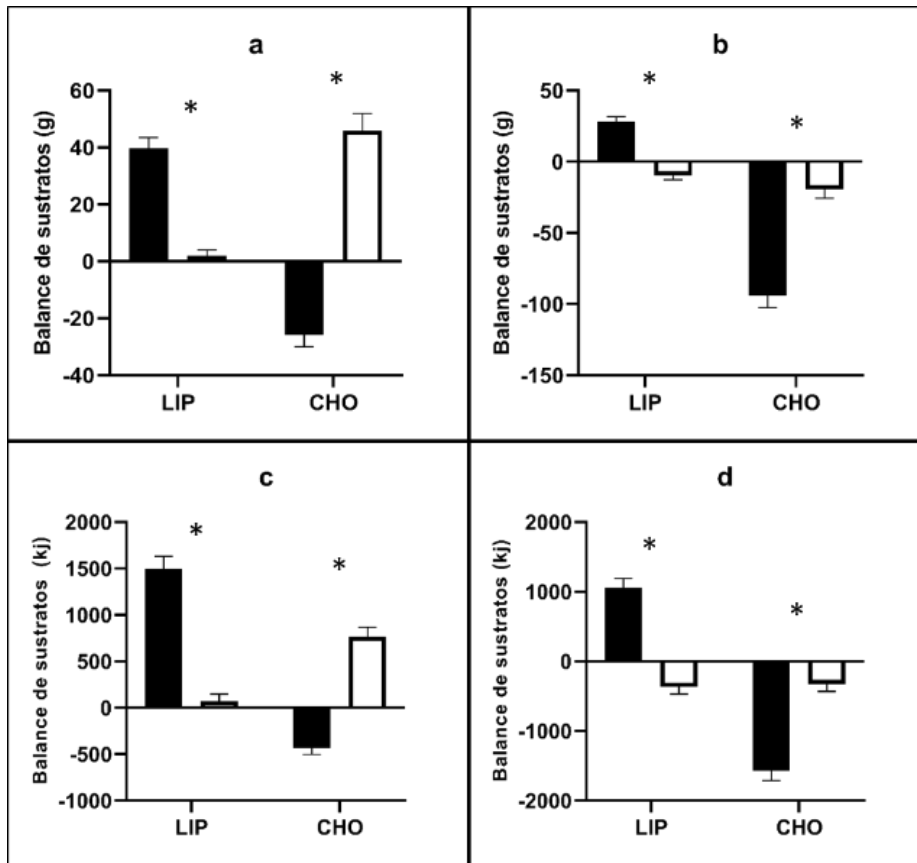 a
Balance de sustratos (g)
60
40
20
0
-20
-40
*
*
LIP
CHO
b
Balance de sustratos (g)
50
0
-50
-100
-150
*
*
LIP
CHO
c
Balance de sustratos (kj)
2000
1500
1000
500
0
-500
-1000
*
*
LIP
CHO
d
Balance de sustratos (kj)
2000
1000
0
-1000
-2000
*
*
LIP
CHO